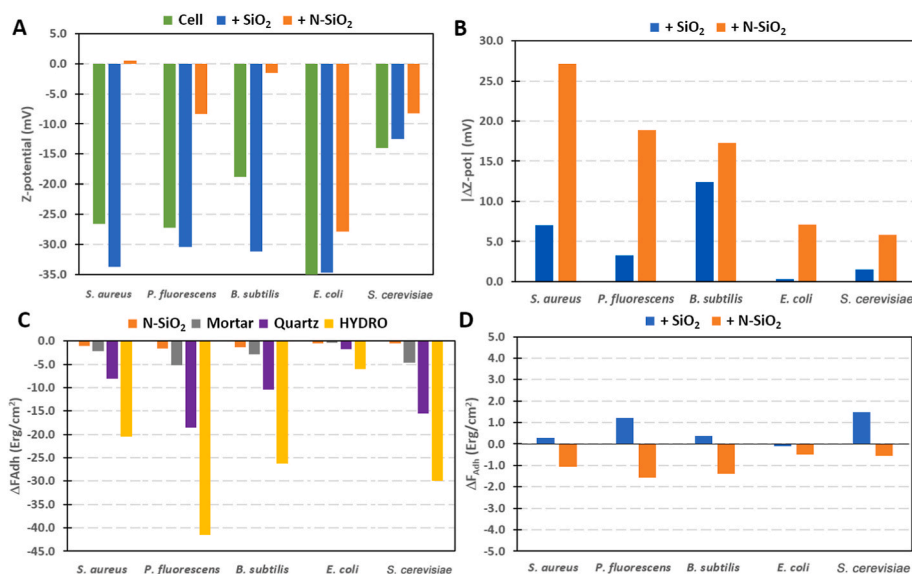 A
Cell + SiO₂ + N-SiO₂
Z-potential (mV)
5.0
0.0
-5.0
-10.0
-15.0
-20.0
-25.0
-30.0
-35.0
S. aureus P. fluorescens B. subtilis E. coli S. cerevisiae
B
+ SiO₂ + N-SiO₂
|ΔZ-pot| (mV)
30.0
25.0
20.0
15.0
10.0
5.0
0.0
S. aureus P. fluorescens B. subtilis E. coli S. cerevisiae
C
N-SiO₂ Mortar Quartz HYDRO
ΔFAdh (Erg/cm²)
0.0
-5.0
-10.0
-15.0
-20.0
-25.0
-30.0
-35.0
-40.0
-45.0
S. aureus P. fluorescens B. subtilis E. coli S. cerevisiae
D
+ SiO₂ + N-SiO₂
ΔF_Adh (Erg/cm²)
5.0
4.0
3.0
2.0
1.0
0.0
-1.0
-2.0
-3.0
-4.0
-5.0
S. aureus P. fluorescens B. subtilis E. coli S. cerevisiae